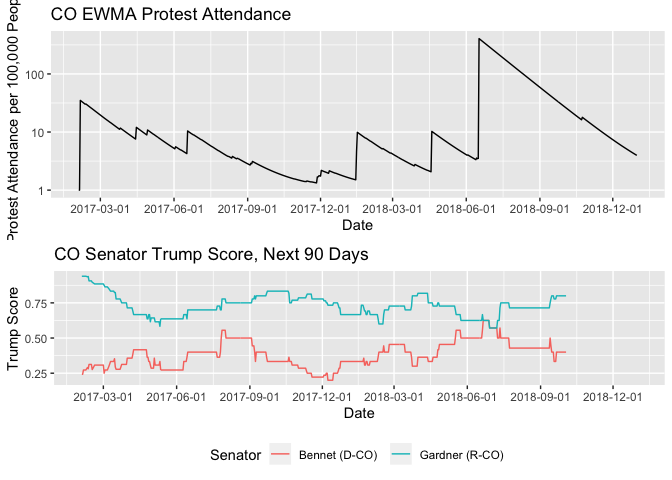 CO EWMA Protest Attendance
Protest Attendance per 100,000 Peop
100
10
1
2017-03-01 2017-06-01 2017-09-01 2017-12-01 2018-03-01 2018-06-01 2018-09-01 2018-12-01
Date
CO Senator Trump Score, Next 90 Days
Trump Score
0.75
0.50
0.25
2017-03-01 2017-06-01 2017-09-01 2017-12-01 2018-03-01 2018-06-01 2018-09-01 2018-12-01
Date
Senator Bennet (D-CO) Gardner (R-CO)